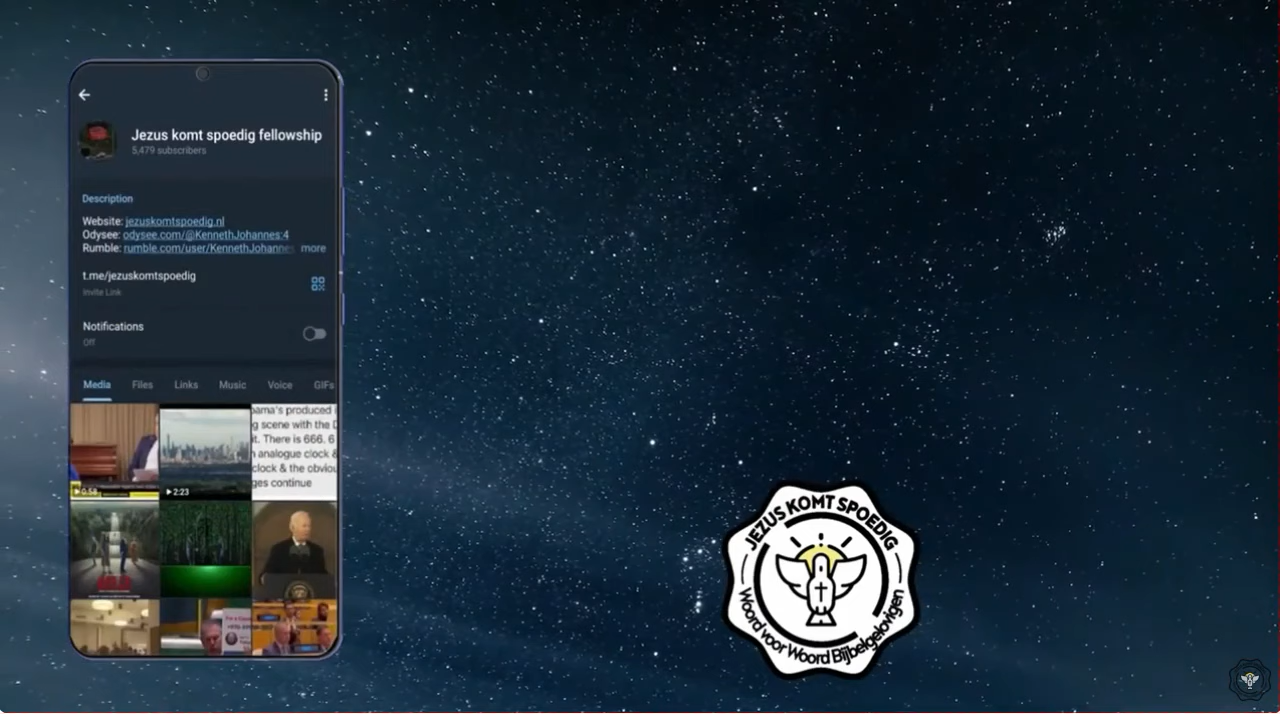 Jezus komt spoedig fellowship
5,479 subscribers
Description
Website: jezuskomtspoedig.nl
Odysee: odysee.com/@KennethJohannes:4
Rumble: rumble.com/user/KennethJohannes more
t.me/jezuskomtspoedig
Invite Link
Notifications
Off
Media Files Links Music Voice GIFs
0:58
2:23
bama's produced
g scene with the D
it. There is 666. 6
analogue clock &
clock & the obviou
ges continue
JEZUS KOMT SPOEDIG
Woord voor Woord Bijbelgelovigen